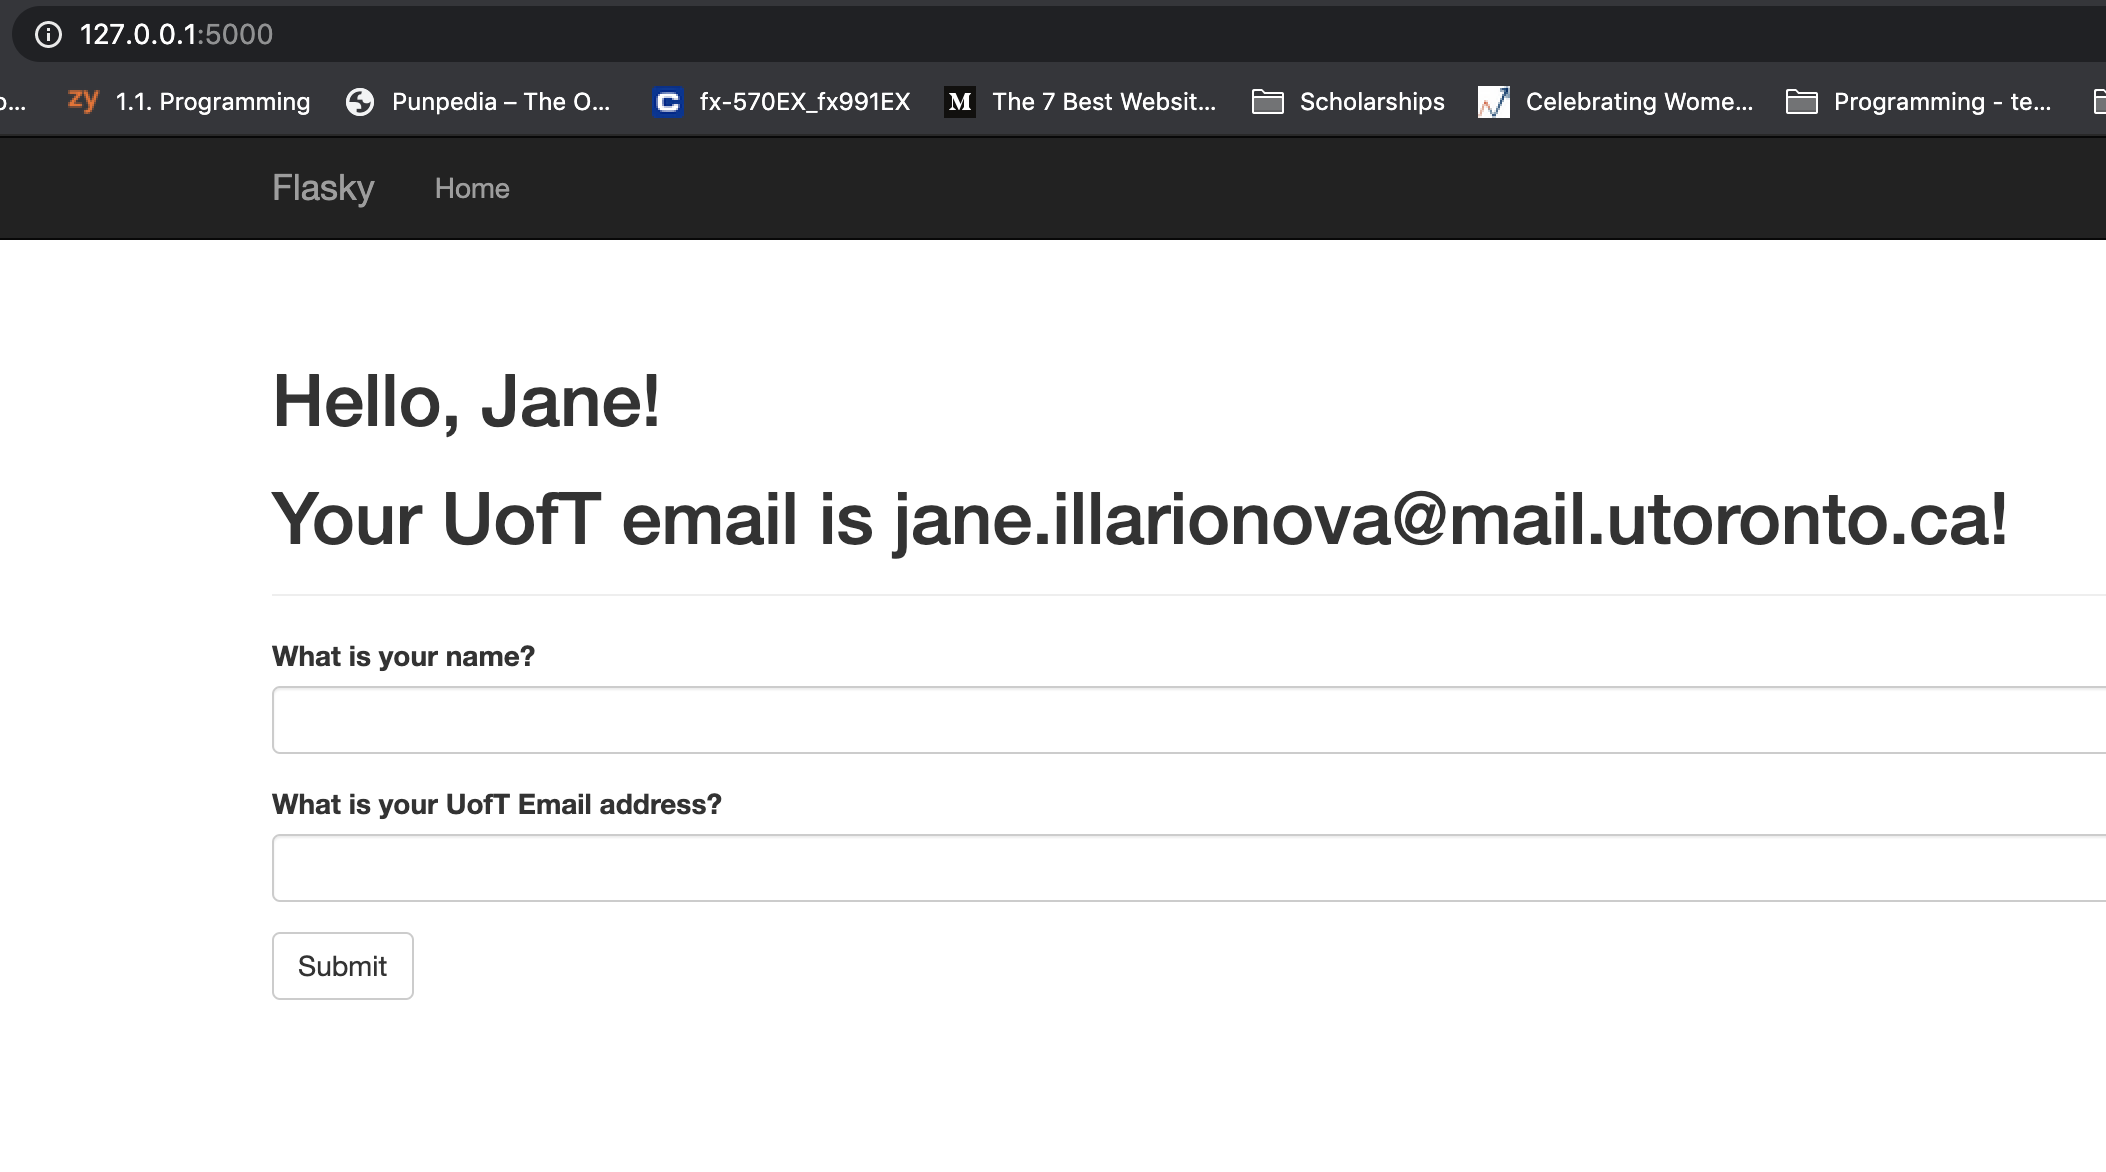 127.0.0.1:5000
zy 1.1. Programming Punpedia – The O... C fx-570EX_fx991EX M The 7 Best Websit... Scholarships Celebrating Wome... Programming - te...
Flasky Home
Hello, Jane!
Your UofT email is jane.illarionova@mail.utoronto.ca!
What is your name?
What is your UofT Email address?
Submit